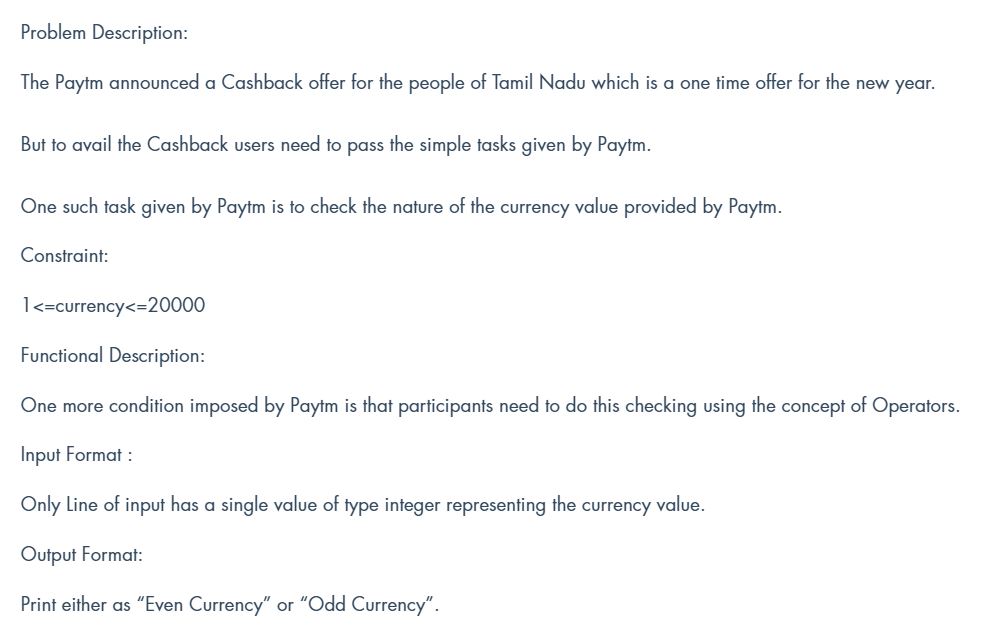 Problem Description:
The Paytm announced a Cashback offer for the people of Tamil Nadu which is a one time offer for the new year.
But to avail the Cashback users need to pass the simple tasks given by Paytm.
One such task given by Paytm is to check the nature of the currency value provided by Paytm.
Constraint:
1<=currency<=20000
Functional Description:
One more condition imposed by Paytm is that participants need to do this checking using the concept of Operators.
Input Format :
Only Line of input has a single value of type integer representing the currency value.
Output Format:
Print either as “Even Currency” or “Odd Currency”.